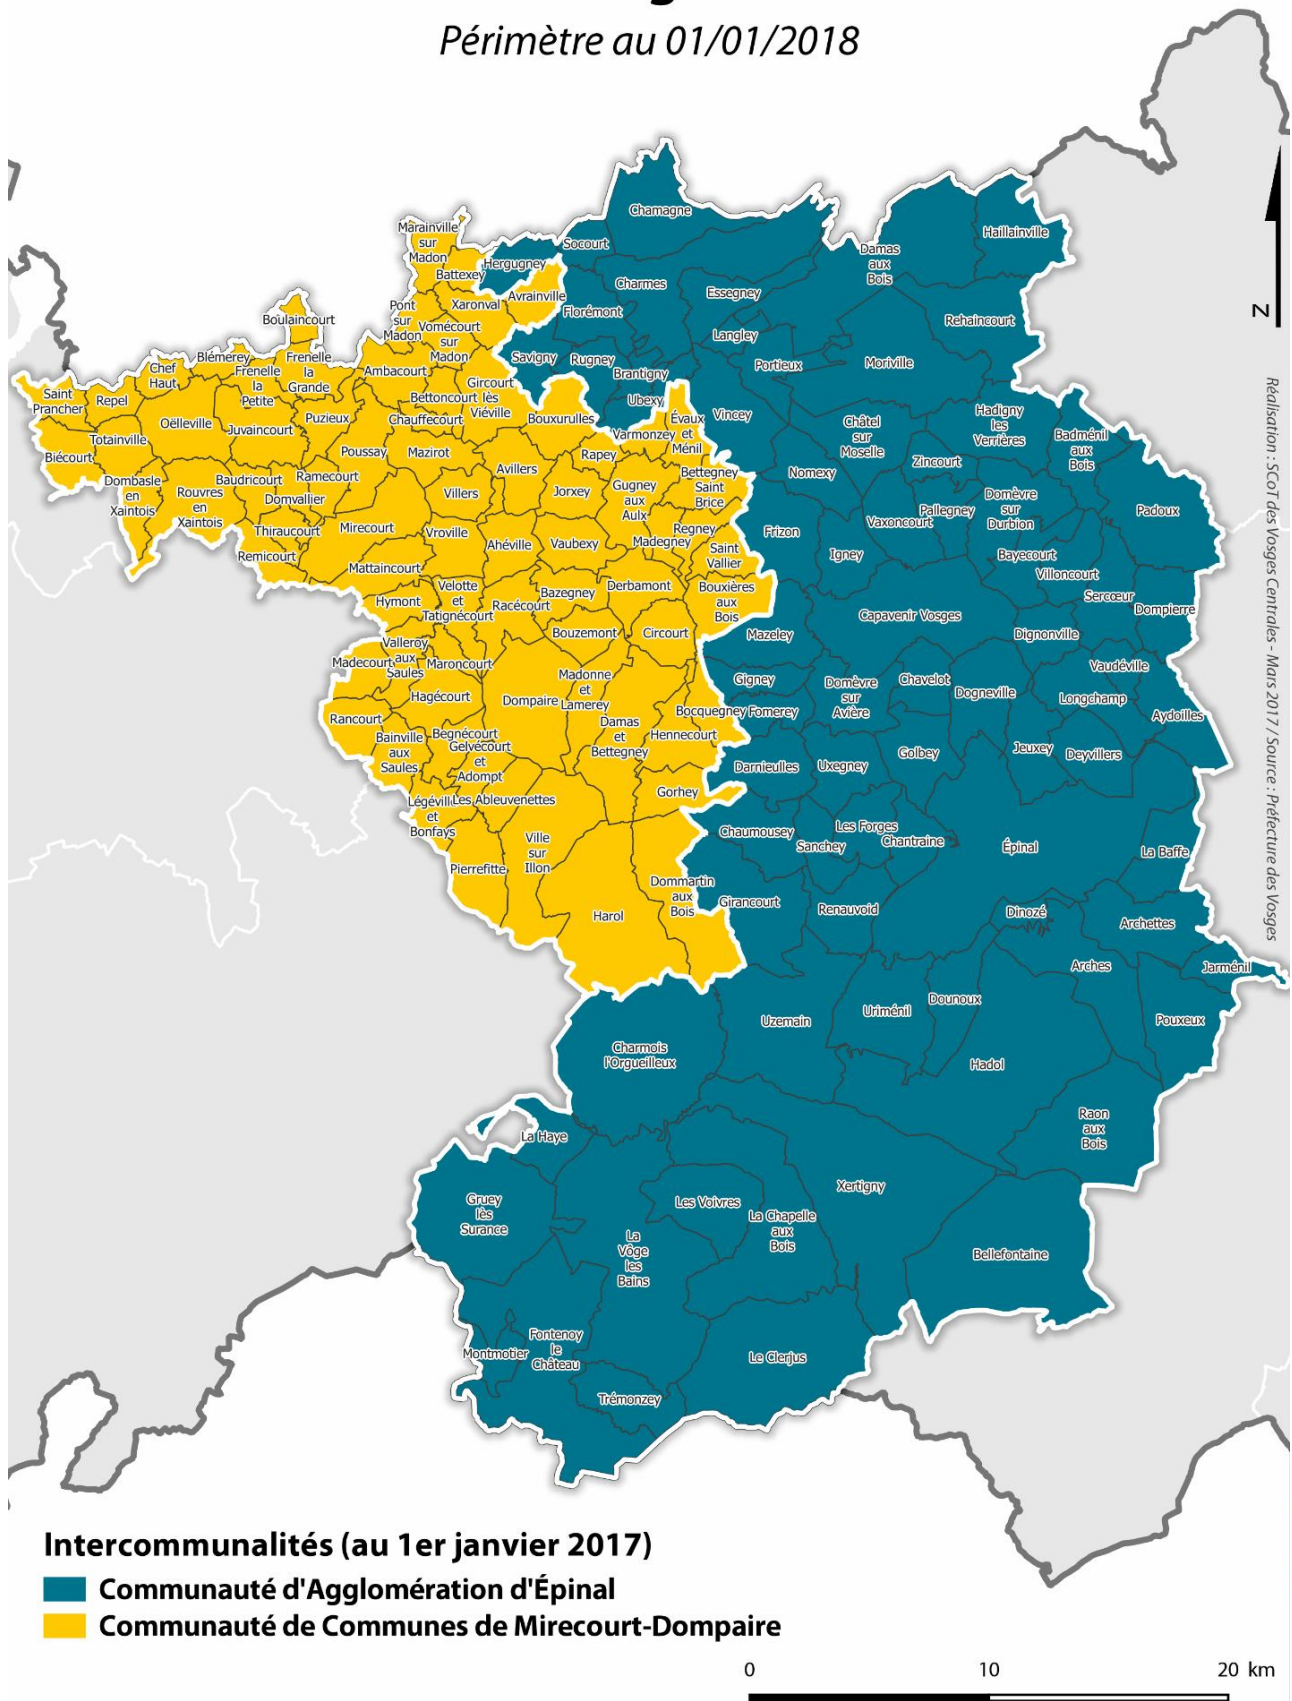 Périmètre au 01/01/2018
Chamagne
Marainville
sur
Madon
Haillainville
Socourt
Damas
aux
Bois
Hergugney
Battexey
Charmes
Essegney
Avrainville
Xaronval
Florémont
Pont
sur
Madon
Boulaincourt
Rehaincourt
Vomécourt
sur
Madon
Langley
Blémerey
Frenelle
la
Grande
Savigny
Rugney
Portieux
Moriville
Chef
Haut
Frenelle
la
Petite
Ambacourt
Brantigny
Gircourt
lès
Viéville
Saint
Prancher
Repel
Bettoncourt
Ubexy
Vincey
Hadigny
les
Verrières
Oëlleville
Juvaincourt
Puzieux
Chauffecourt
Bouxurulles
Évaux
et
Ménil
Châtel
sur
Moselle
Badménil
aux
Bois
Totainville
Varmonzey
Poussay
Mazirot
Rapey
Zincourt
Biécourt
Avillers
Bettegney
Saint
Brice
Nomexy
Dombasle
en
Xaintois
Rouvres
en
Xaintois
Baudricourt
Ramecourt
Domvallier
Villers
Jorxey
Gugney
aux
Aulx
Domèvre
sur
Durbion
Pallegney
Vaxoncourt
Padoux
Thiraucourt
Mirecourt
Vroville
Regney
Madegney
Frizon
Remicourt
Ahéville
Vaubexy
Saint
Vallier
Igney
Bayecourt
Mattaincourt
Villoncourt
Velotte
et
Tatignécourt
Derbamont
Bouxières
aux
Bois
Bazegney
Sercœur
Hymont
Racécourt
Dompierre
Capavenir Vosges
Bouzemont
Circourt
Mazeley
Dignonville
Valleroy
aux
Saules
Madecourt
Maroncourt
Vaudéville
Madonne
et
Lamerey
Gigney
Domèvre
sur
Avière
Chavelot
Dogneville
Hagécourt
Dompaire
Longchamp
Bocquegney
Fomerey
Aydoilles
Rancourt
Damas
et
Bettegney
Hennecourt
Bainville
aux
Saules
Begnécourt
Gelvécourt
et
Adompt
Golbey
Jeuxey
Deyvillers
Darnieulles
Uxegney
Gorhey
Légéville
et
Bonfays
Les Ableuvenettes
Chaumousey
Les Forges
Chantraine
Sanchey
Ville
sur
Illon
Épinal
La Baffe
Pierrefitte
Dommartin
aux
Bois
Girancourt
Renauvoid
Harol
Dinozé
Archettes
Arches
Jarménil
Dounoux
Uriménil
Uzemain
Pouxeux
Charmois
l'Orgueilleux
Hadol
Raon
aux
Bois
La Haye
Xertigny
Gruey
lès
Surance
Les Voivres
La Chapelle
aux
Bois
La
Vôge
les
Bains
Bellefontaine
Fontenoy
le
Château
Montmotier
Le Clerjus
Trémonzey
N
Réalisation : SCoT des Vosges Centrales - Mars 2017 / Source : Préfecture des Vosges
Intercommunalités (au 1er janvier 2017)
Communauté d'Agglomération d'Épinal
Communauté de Communes de Mirecourt-Dompaire
0 10 20 km